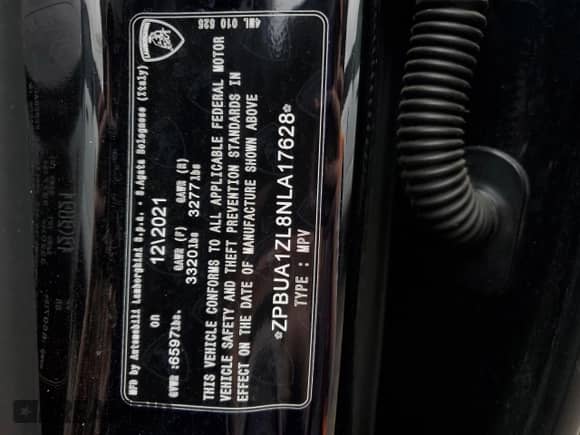 MFD by Automobili Lamborghini S.p.A. - S.Agata Bolognese (Italy)
on 12\2021
GAWR (F) GAWR (R)
GVWR :6597lbs. 3320lbs 3277lbs
THIS VEHICLE CONFORMS TO ALL APPLICABLE FEDERAL MOTOR
VEHICLE SAFETY AND THEFT PREVENTION STANDARDS IN
EFFECT ON THE DATE OF MANUFACTURE SHOWN ABOVE
*ZPBUA1ZL8NLA17628*
TYPE : MPV
4ML 010 525